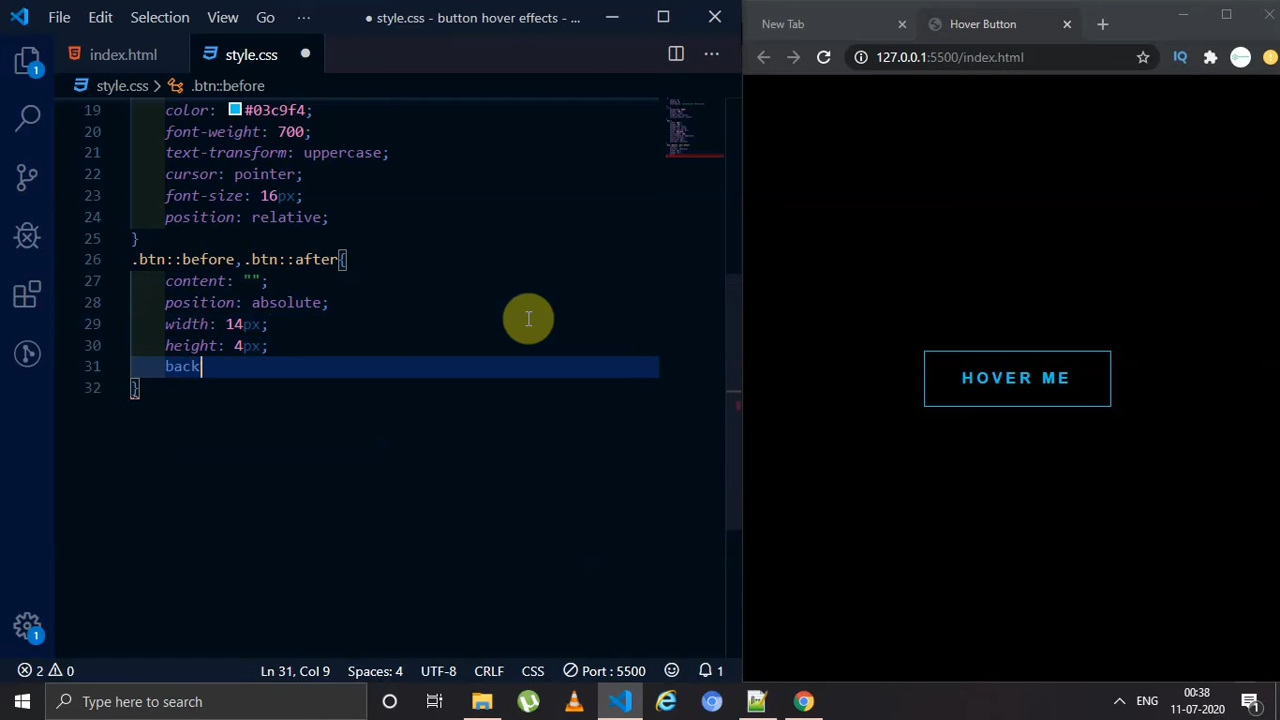 File Edit Selection View Go ··· ● style.css - button hover effects - ...
index.html style.css ●
style.css > .btn::before
19 color: #03c9f4;
20 font-weight: 700;
21 text-transform: uppercase;
22 cursor: pointer;
23 font-size: 16px;
24 position: relative;
25 }
26 .btn::before,.btn::after{
27 content: "";
28 position: absolute;
29 width: 14px;
30 height: 4px;
31 back
32 }
1
1
2 0 Ln 31, Col 9 Spaces: 4 UTF-8 CRLF CSS Port : 5500 1
New Tab Hover Button
127.0.0.1:5500/index.html IQ
HOVER ME
Type here to search
ENG 00:38
11-07-2020